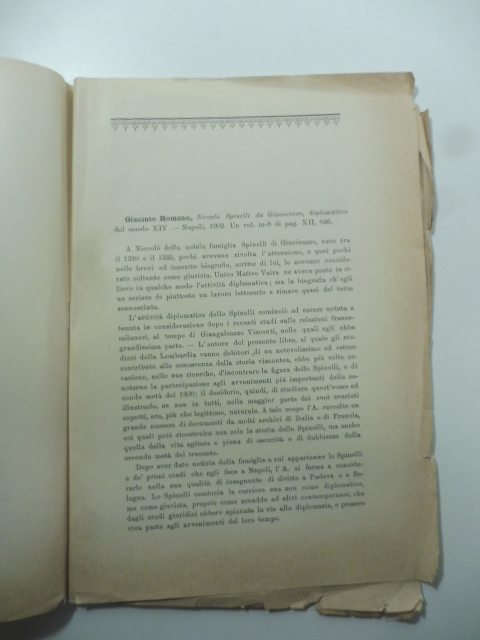 Giacinto Romano, Niccolò Spinelli da Giovinazzo, diplomatico
del secolo XIV — Napoli, 1902. Un vol. in-8 di pag. XII, 646.
A Niccolò della nobile famiglia Spinelli di Giovinazzo, nato tra
il 1320 e il 1325, pochi avevano rivolta l'attenzione, e quei pochi
nelle brevi ed inesatte biografie, scritte di lui, lo avevano conside-
rato soltanto come giurista. Unico Matteo Vaira ne aveva posto in ri-
lievo in qualche modo l'attività diplomatica; ma la biografia ch'egli
ne scrisse fu piuttosto un lavoro letterario e rimase quasi del tutto
sconosciuta.
L'attività diplomatica dello Spinelli cominciò ad essere notata e
tenuta in considerazione dopo i recenti studi sulle relazioni franco-
milanesi, al tempo di Giangaleazzo Visconti, nelle quali egli ebbe
grandissima parte. — L'autore del presente libro, al quale gli stu-
diosi della Lombardia vanno debitori di un notevolissimo ed esteso
contributo alla conoscenza della storia viscontea, ebbe più volte oc-
casione, nelle sue ricerche, d'incontrare la figura dello Spinelli, e di
notarne la partecipazione agli avvenimenti più importanti della se-
conda metà del 1300; il desiderio, quindi, di studiare quest'uomo ed
illustrarlo, se non in tutti, nella maggior parte dei suoi svariati
aspetti, era, più che legittimo, naturale. A tale scopo l'A. raccolse un
grande numero di documenti da molti archivi di Italia e di Francia,
coi quali potè ricostruire non solo la storia dello Spinelli, ma anche
quella della vita agitata e piena di oscurità e di dubbiezze della
seconda metà del trecento.
Dopo aver dato notizia della famiglia a cui appartenne lo Spinelli
e de' primi studi che egli fece a Napoli, l'A. si ferma a conside-
rarlo nella sua qualità di insegnante di diritto a Padova e a Bo-
logna. Lo Spinelli comincia la carriera sua non come diplomatico,
ma come giurista, proprio come accadde ad altri contemporanei, che
dagli studi giuridici ebbero spianata la via alla diplomazia, e presero
viva parte agli avvenimenti del loro tempo.